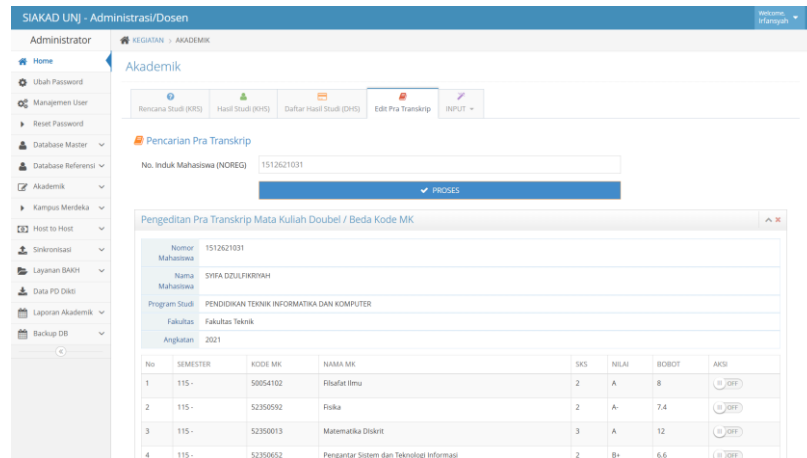 SIAKAD UNJ - Administrasi/Dosen
Welcome,
Irfansyah
Administrator
KEGIATAN > AKADEMIK
Home
Ubah Password
Manajemen User
Reset Password
Database Master
Database Referensi
Akademik
Kampus Merdeka
Host to Host
Sinkronisasi
Layanan BAKH
Data PD Dikti
Laporan Akademik
Backup DB
Akademik
Rencana Studi (KRS) Hasil Studi (KHS) Daftar Hasil Studi (DHS) Edit Pra Transkrip INPUT
Pencarian Pra Transkrip
No. Induk Mahasiswa (NOREG) 1512621031
PROSES
Pengeditan Pra Transkrip Mata Kuliah Doubel / Beda Kode MK
Nomor Mahasiswa 1512621031
Nama Mahasiswa SYIFA DZULFIKRIYAH
Program Studi PENDIDIKAN TEKNIK INFORMATIKA DAN KOMPUTER
Fakultas Fakultas Teknik
Angkatan 2021
No SEMESTER KODE MK NAMA MK SKS NILAI BOBOT AKSI
1 115 - 50054102 Filsafat Ilmu 2 A 8 OFF
2 115 - 52350592 Fisika 2 A- 7.4 OFF
3 115 - 52350013 Matematika Diskrit 3 A 12 OFF
4 115 - 52350652 Pengantar Sistem dan Teknologi Informasi 2 B+ 6.6 OFF